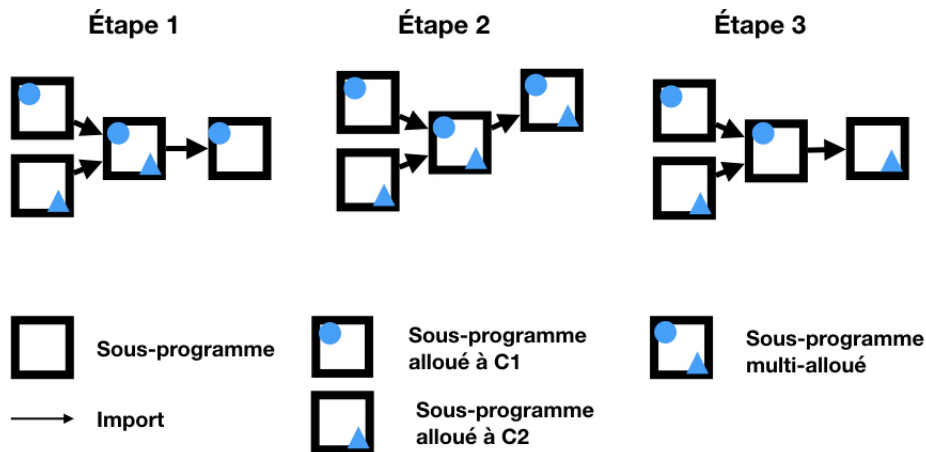 Étape 1
Étape 2
Étape 3
Sous-programme
Import
Sous-programme
alloué à C1
Sous-programme
alloué à C2
Sous-programme
multi-alloué